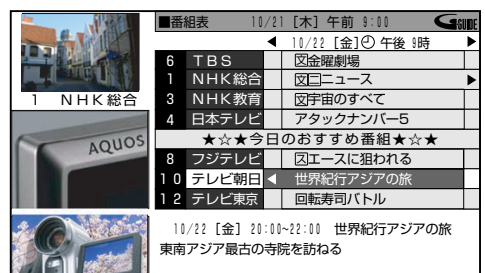 ■番組表 10/21 [木] 午前 9:00 G GUIDE
◀ 10/22 [金] 午後 9時 ▶
6 TBS 文金曜劇場
1 NHK総合 文二ニュース ▶
3 NHK教育 文宇宙のすべて
4 日本テレビ アタックナンバー5
★☆★今日のおすすめ番組★☆★
8 フジテレビ スエースに狙われる
10 テレビ朝日 ◀ 世界紀行アジアの旅
12 テレビ東京 回転寿司バトル
10/22 [金] 20:00~22:00 世界紀行アジアの旅
東南アジア最古の寺院を訪ねる
1 NHK総合
AQUOS